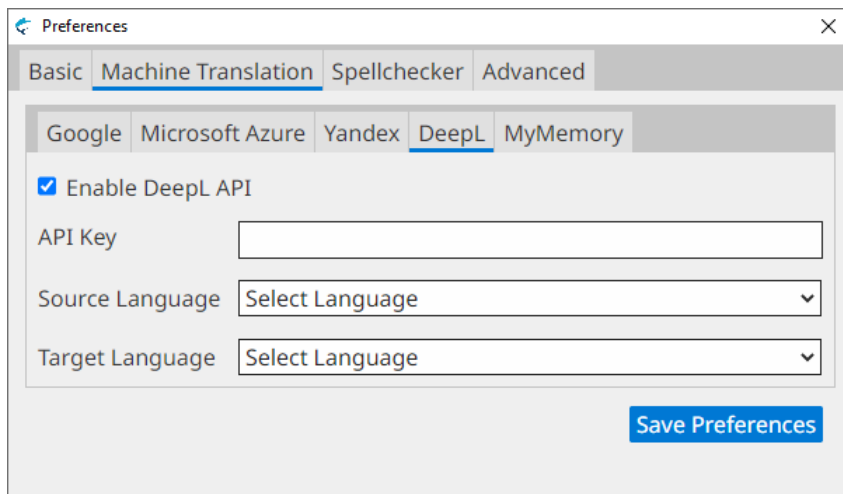 Preferences
Basic Machine Translation Spellchecker Advanced
Google Microsoft Azure Yandex DeepL MyMemory
Enable DeepL API
API Key
Source Language Select Language
Target Language Select Language
Save Preferences